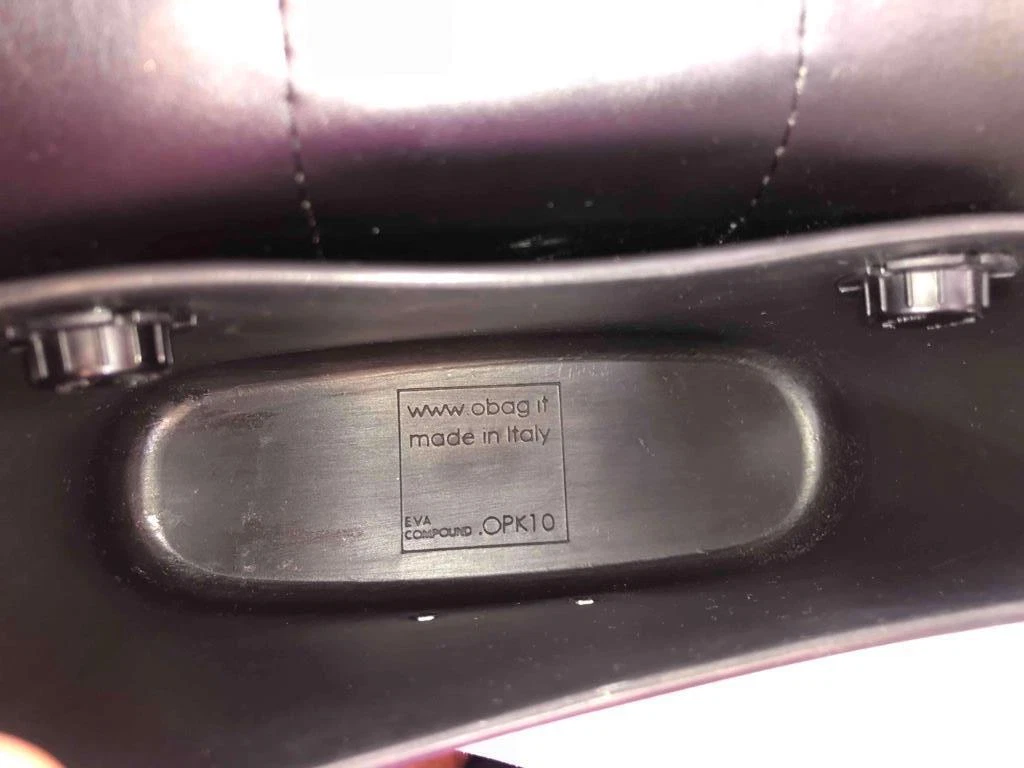 www.obag.it
made in Italy
EVA
COMPOUND .OPK10